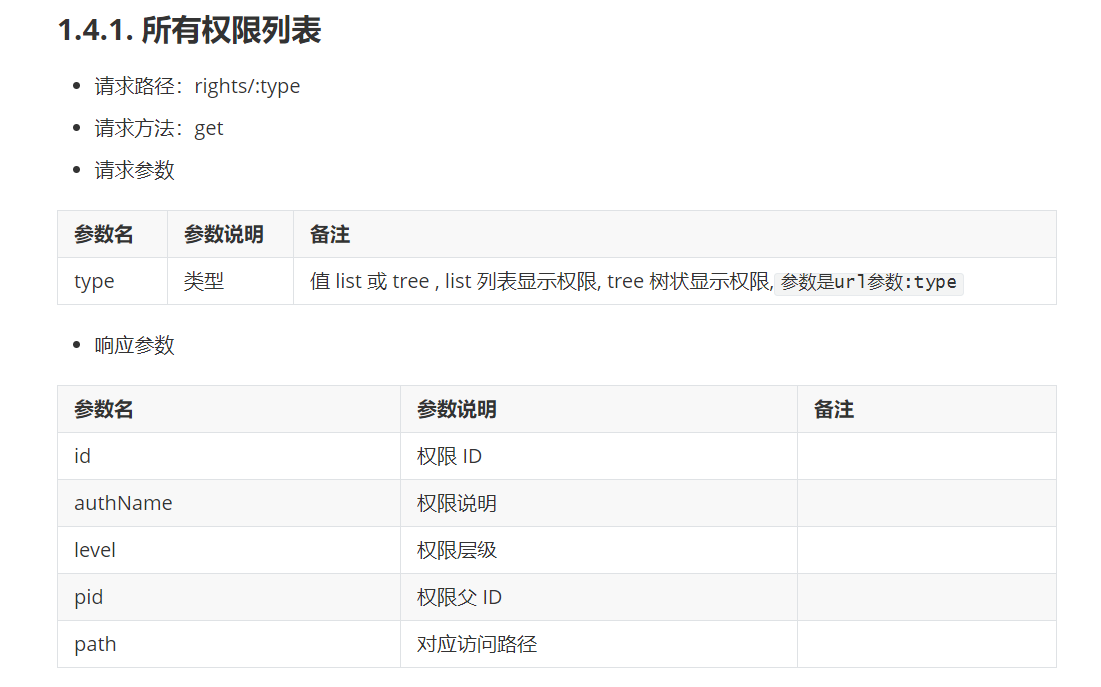 1.4.1. 所有权限列表
• 请求路径：rights/:type
• 请求方法：get
• 请求参数
参数名 参数说明 备注
type 类型 值 list 或 tree , list 列表显示权限, tree 树状显示权限,参数是url参数:type
• 响应参数
参数名 参数说明 备注
id 权限 ID
authName 权限说明
level 权限层级
pid 权限父 ID
path 对应访问路径